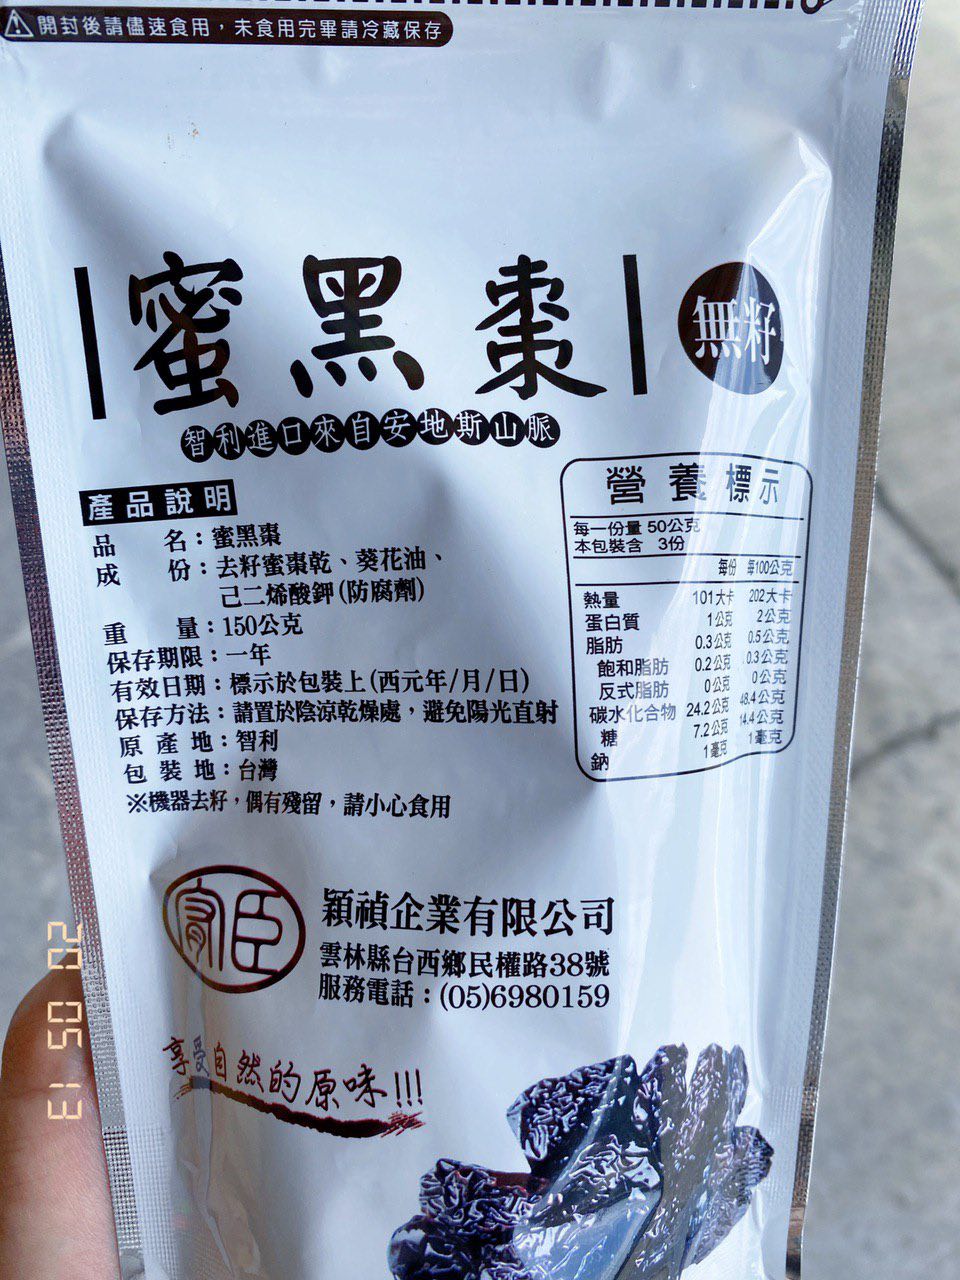 開封後請儘速食用，未食用完畢請冷藏保存
蜜黑棗
無籽
智利進口來自安地斯山脈
產品說明
品　　名：蜜黑棗
成　　份：去籽蜜棗乾、葵花油、
己二烯酸鉀(防腐劑)
重　　量：150公克
保存期限：一年
有效日期：標示於包裝上(西元年/月/日)
保存方法：請置於陰涼乾燥處，避免陽光直射
原 產 地：智利
包 裝 地：台灣
※機器去籽，偶有殘留，請小心食用
營養標示
每一份量 50公克
本包裝含 3份
每份 每100公克
熱量 101大卡 202大卡
蛋白質 1公克 2公克
脂肪 0.3公克 0.5公克
飽和脂肪 0.2公克 0.3公克
反式脂肪 0公克 0公克
碳水化合物 24.2公克 48.4公克
糖 7.2公克 14.4公克
鈉 1毫克 1毫克
穎禎企業有限公司
雲林縣台西鄉民權路38號
服務電話：(05)6980159
享受自然的原味!!!
20 05 13